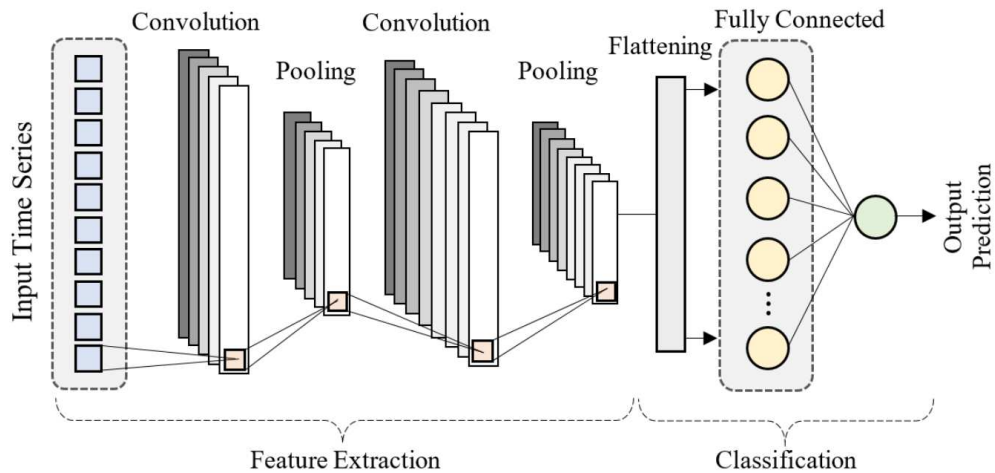 Convolution
Convolution
Fully Connected
Pooling
Pooling
Flattening
Input Time Series
Output
Prediction
Feature Extraction
Classification